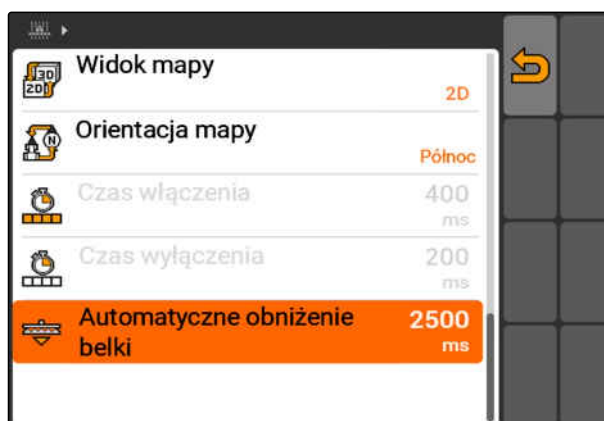 Widok mapy
2D
Orientacja mapy
Północ
Czas włączenia
400
ms
Czas wyłączenia
200
ms
Automatyczne obniżenie
belki
2500
ms